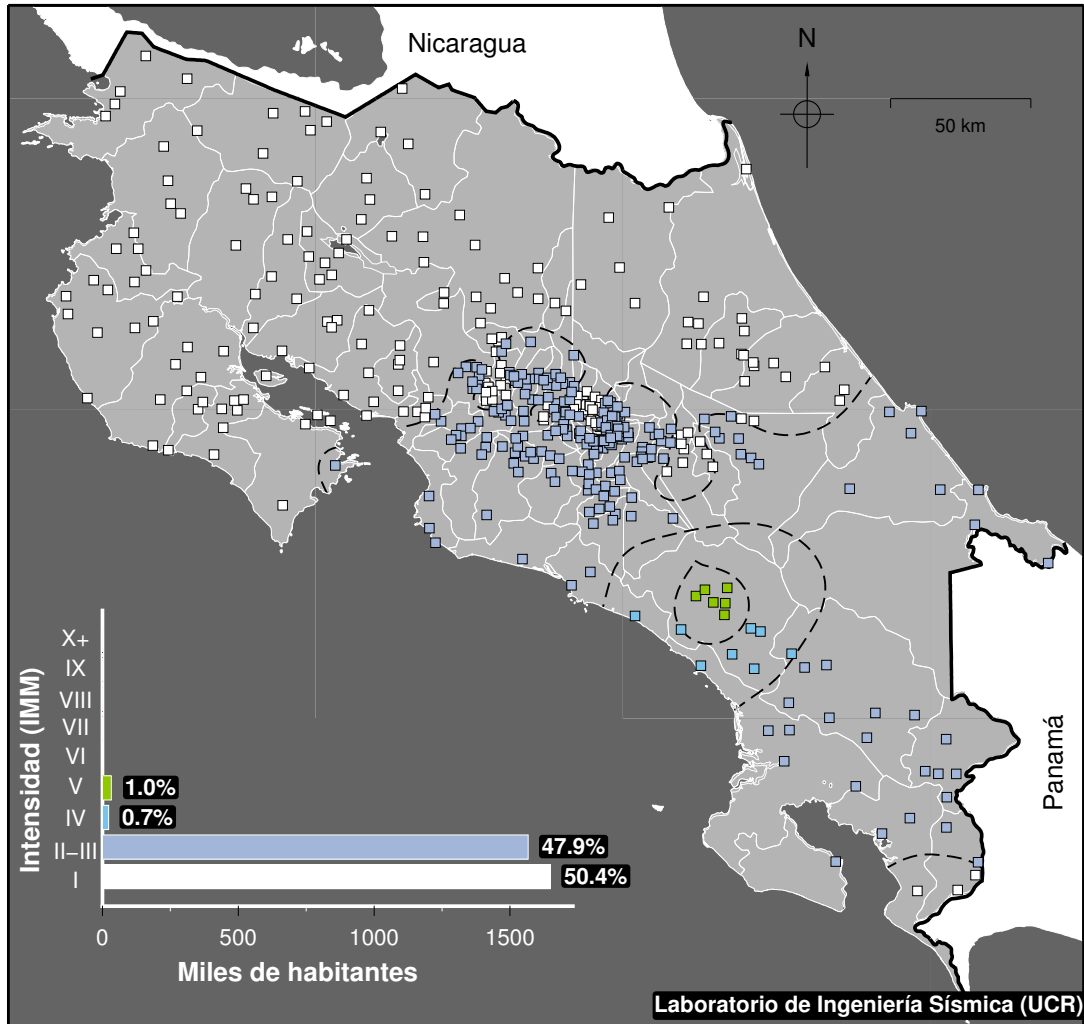 Nicaragua
N
50 km
Panamá
Intensidad (IMM)
X+
IX
VIII
VII
VI
V 1.0%
IV 0.7%
II–III 47.9%
I 50.4%
0 500 1000 1500
Miles de habitantes
Laboratorio de Ingeniería Sísmica (UCR)